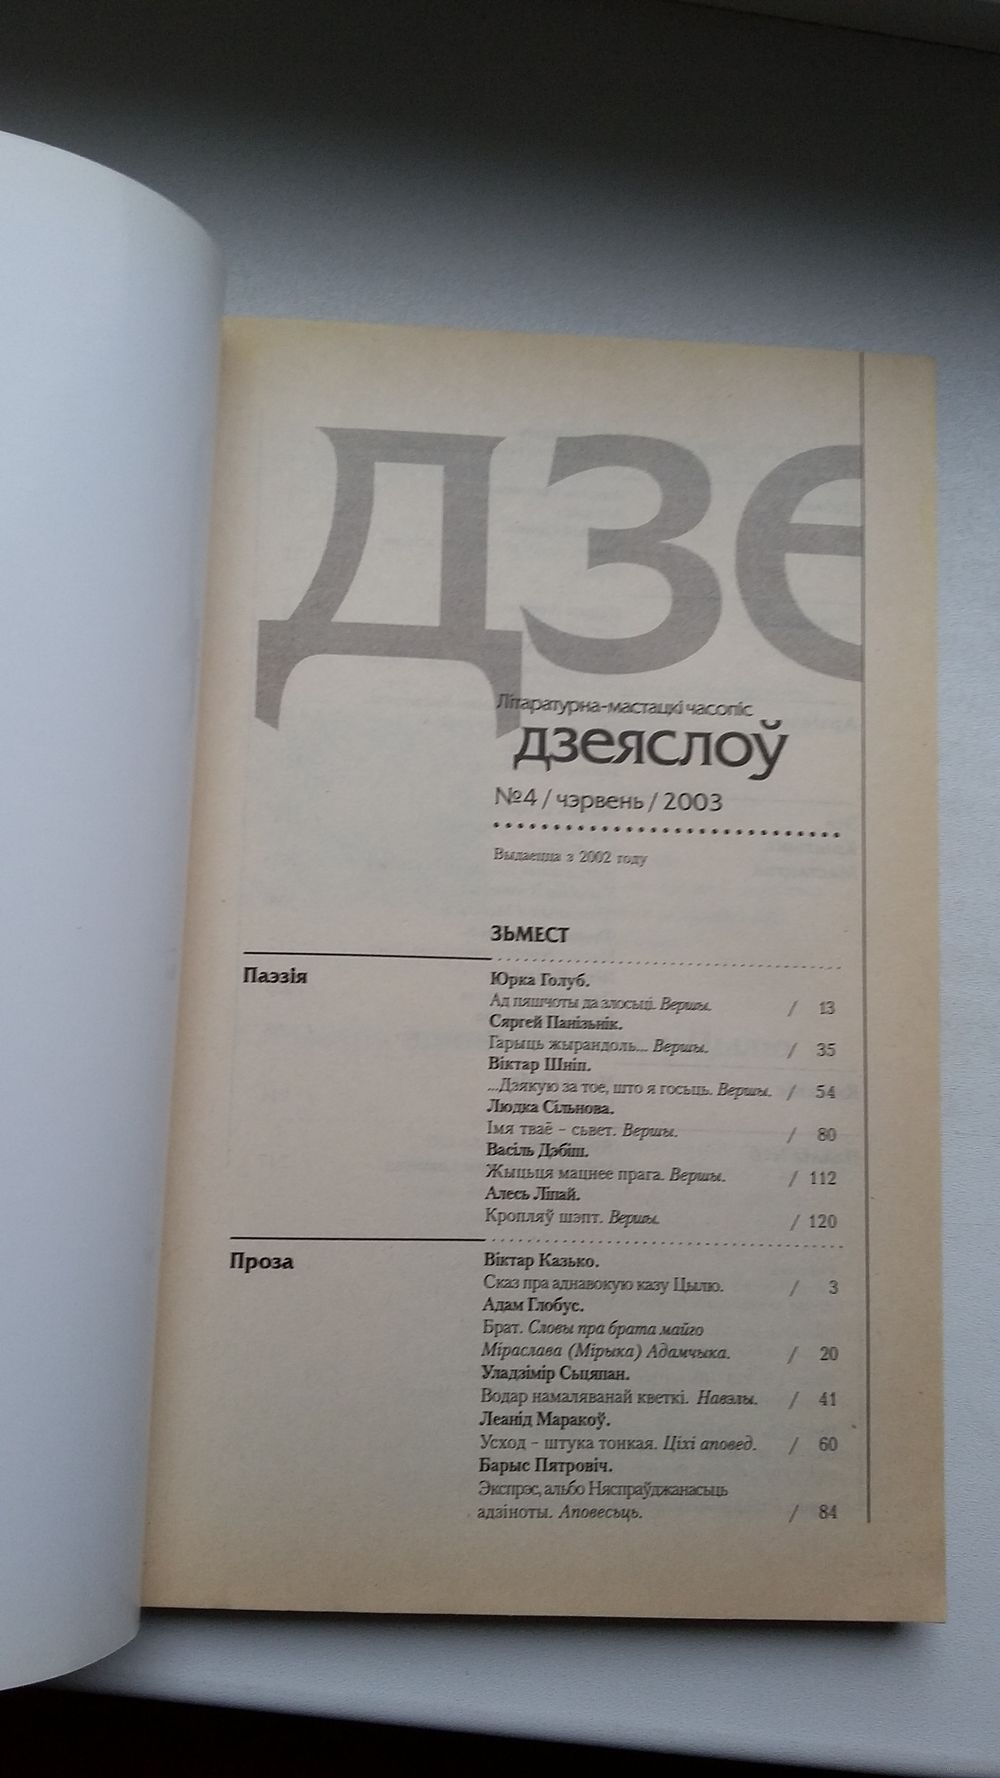 ДЗЕ
Літаратурна-мастацкі часопіс
дзеяслоў
№4 / чэрвень / 2003
Выдаецца з 2002 году
ЗЬМЕСТ
Паэзія
Юрка Голуб.
Ад пяшчоты да злосьці. Вершы. / 13
Сяргей Панізьнік.
Гарыць жырандоль... Вершы. / 35
Віктар Шніп.
...Дзякую за тое, што я госьць. Вершы. / 54
Людка Сільнова.
Імя тваё – сьвет. Вершы. / 80
Васіль Дэбіш.
Жыцьця мацнее прага. Вершы. / 112
Алесь Ліпай.
Кропляў шэпт. Вершы. / 120
Проза
Віктар Казько.
Сказ пра аднавокую казу Цылю. / 3
Адам Глобус.
Брат. Словы пра брата майго
Міраслава (Мірыка) Адамчыка. / 20
Уладзімір Сьцяпан.
Водар намаляванай кветкі. Навэлы. / 41
Леанід Маракоў.
Усход – штука тонкая. Ціхі аповед. / 60
Барыс Пятровіч.
Экспрэс, альбо Няспраўджанасьць
адзіноты. Аповесьць. / 84